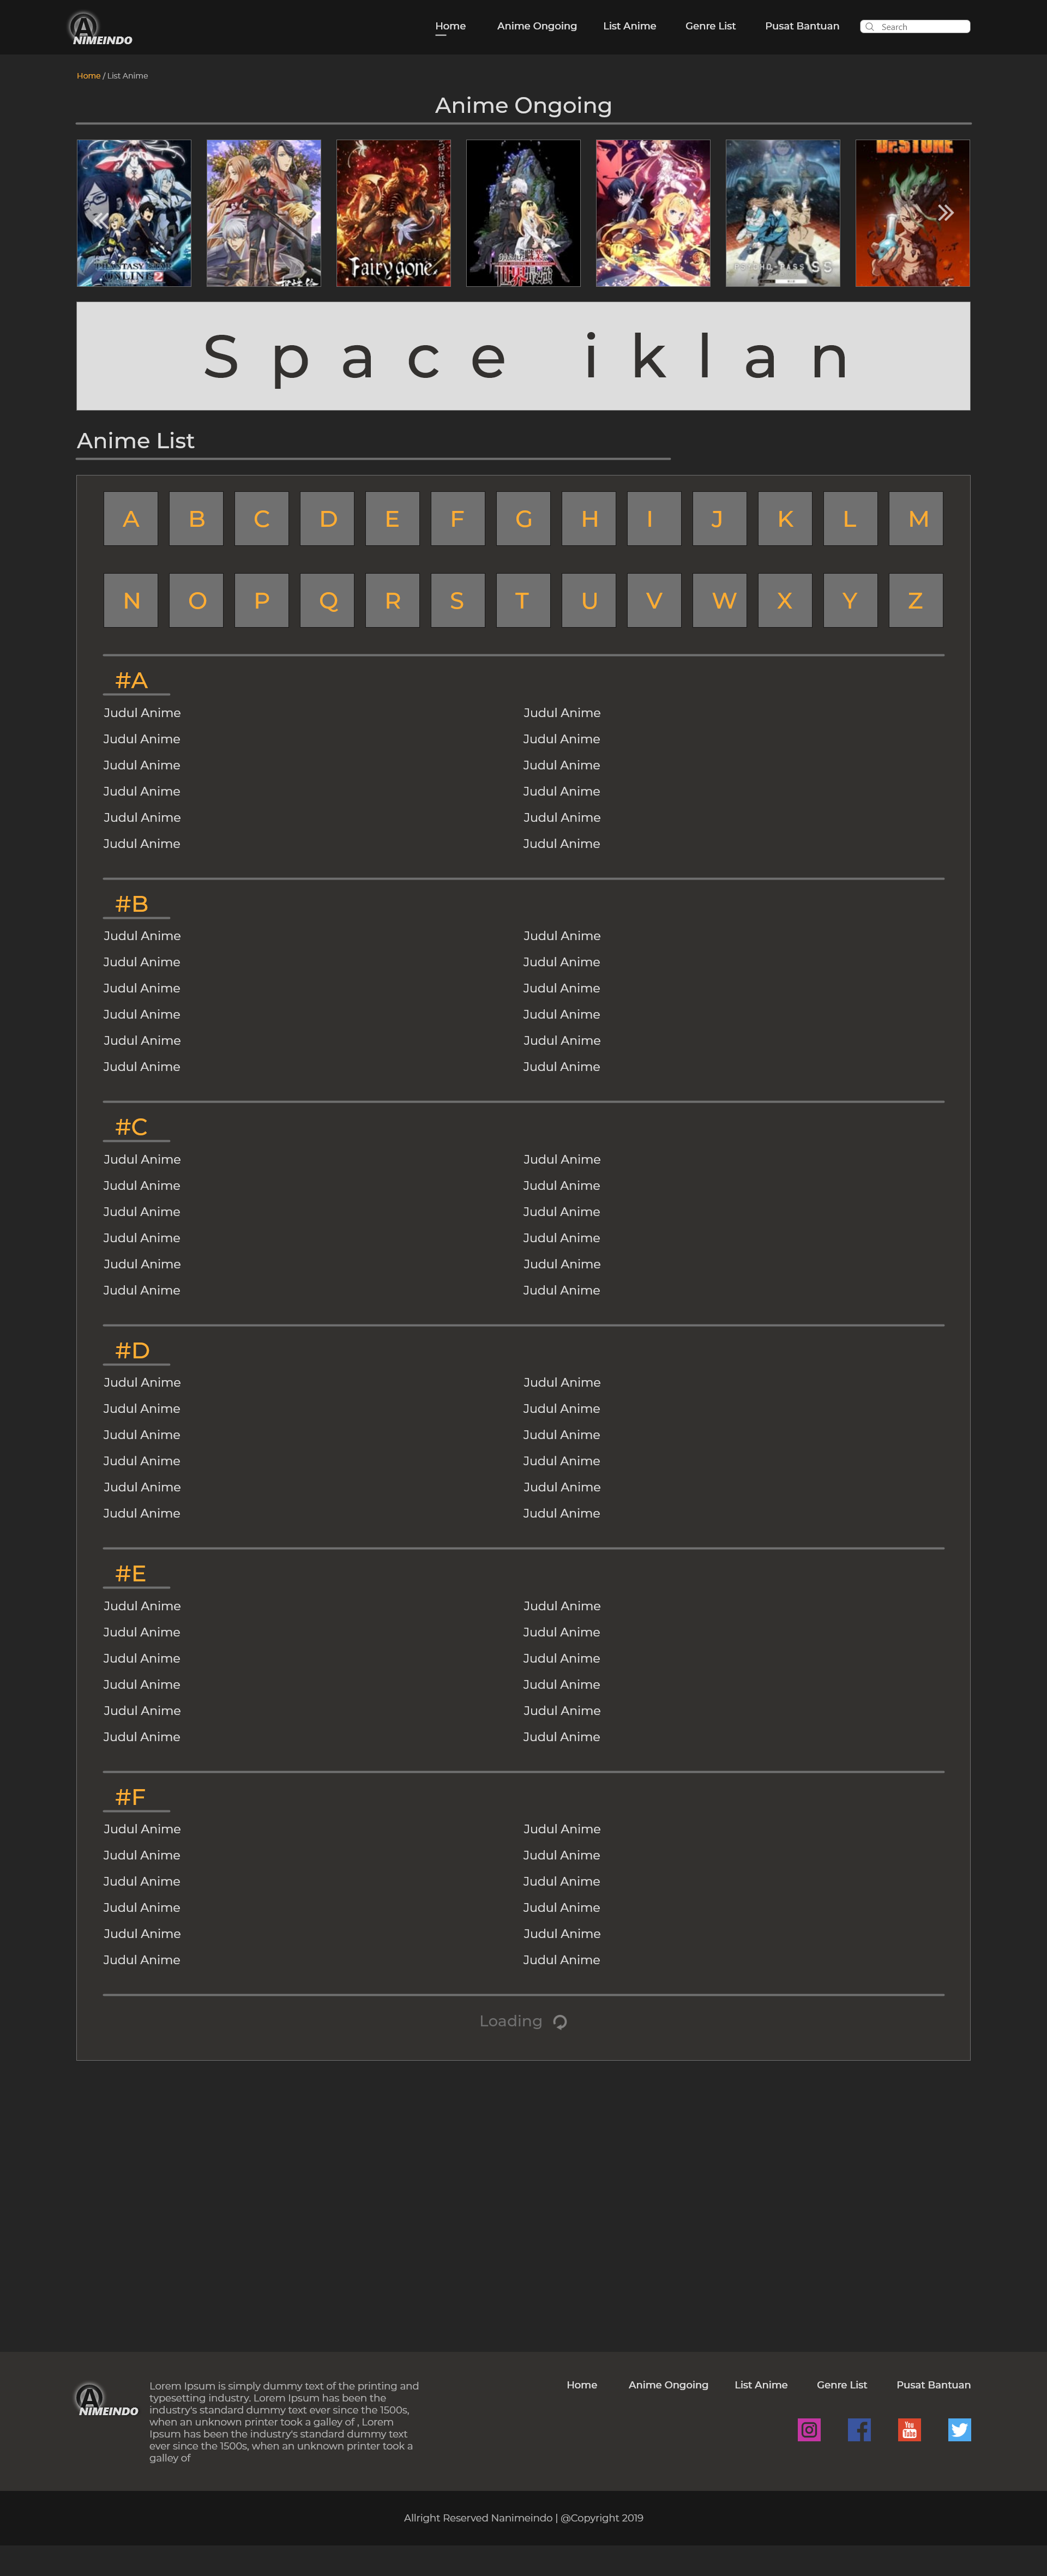 NIMEINDO
Home Anime Ongoing List Anime Genre List Pusat Bantuan Search
Home / List Anime
Anime Ongoing
ONLINE 2
Fairy gone.
Dr.STONE
Space iklan
Anime List
A B C D E F G H I J K L M
N O P Q R S T U V W X Y Z
#A
Judul Anime Judul Anime
Judul Anime Judul Anime
Judul Anime Judul Anime
Judul Anime Judul Anime
Judul Anime Judul Anime
Judul Anime Judul Anime
#B
Judul Anime Judul Anime
Judul Anime Judul Anime
Judul Anime Judul Anime
Judul Anime Judul Anime
Judul Anime Judul Anime
Judul Anime Judul Anime
#C
Judul Anime Judul Anime
Judul Anime Judul Anime
Judul Anime Judul Anime
Judul Anime Judul Anime
Judul Anime Judul Anime
Judul Anime Judul Anime
#D
Judul Anime Judul Anime
Judul Anime Judul Anime
Judul Anime Judul Anime
Judul Anime Judul Anime
Judul Anime Judul Anime
Judul Anime Judul Anime
#E
Judul Anime Judul Anime
Judul Anime Judul Anime
Judul Anime Judul Anime
Judul Anime Judul Anime
Judul Anime Judul Anime
Judul Anime Judul Anime
#F
Judul Anime Judul Anime
Judul Anime Judul Anime
Judul Anime Judul Anime
Judul Anime Judul Anime
Judul Anime Judul Anime
Judul Anime Judul Anime
Loading
NIMEINDO
Lorem Ipsum is simply dummy text of the printing and
typesetting industry. Lorem Ipsum has been the
industry's standard dummy text ever since the 1500s,
when an unknown printer took a galley of , Lorem
Ipsum has been the industry's standard dummy text
ever since the 1500s, when an unknown printer took a
galley of
Home Anime Ongoing List Anime Genre List Pusat Bantuan
You
Tube
Allright Reserved Nanimeindo | @Copyright 2019